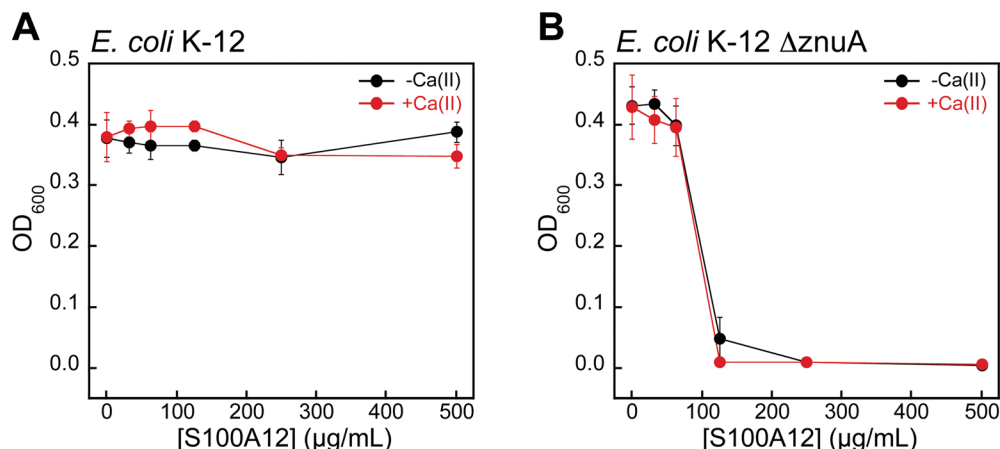 A
E. coli K-12
0.5
0.4
0.3
0.2
0.1
0.0
OD600
-Ca(II)
+Ca(II)
0 100 200 300 400 500
[S100A12] (µg/mL)
B
E. coli K-12 ΔznuA
0.5
0.4
0.3
0.2
0.1
0.0
OD600
-Ca(II)
+Ca(II)
0 100 200 300 400 500
[S100A12] (µg/mL)